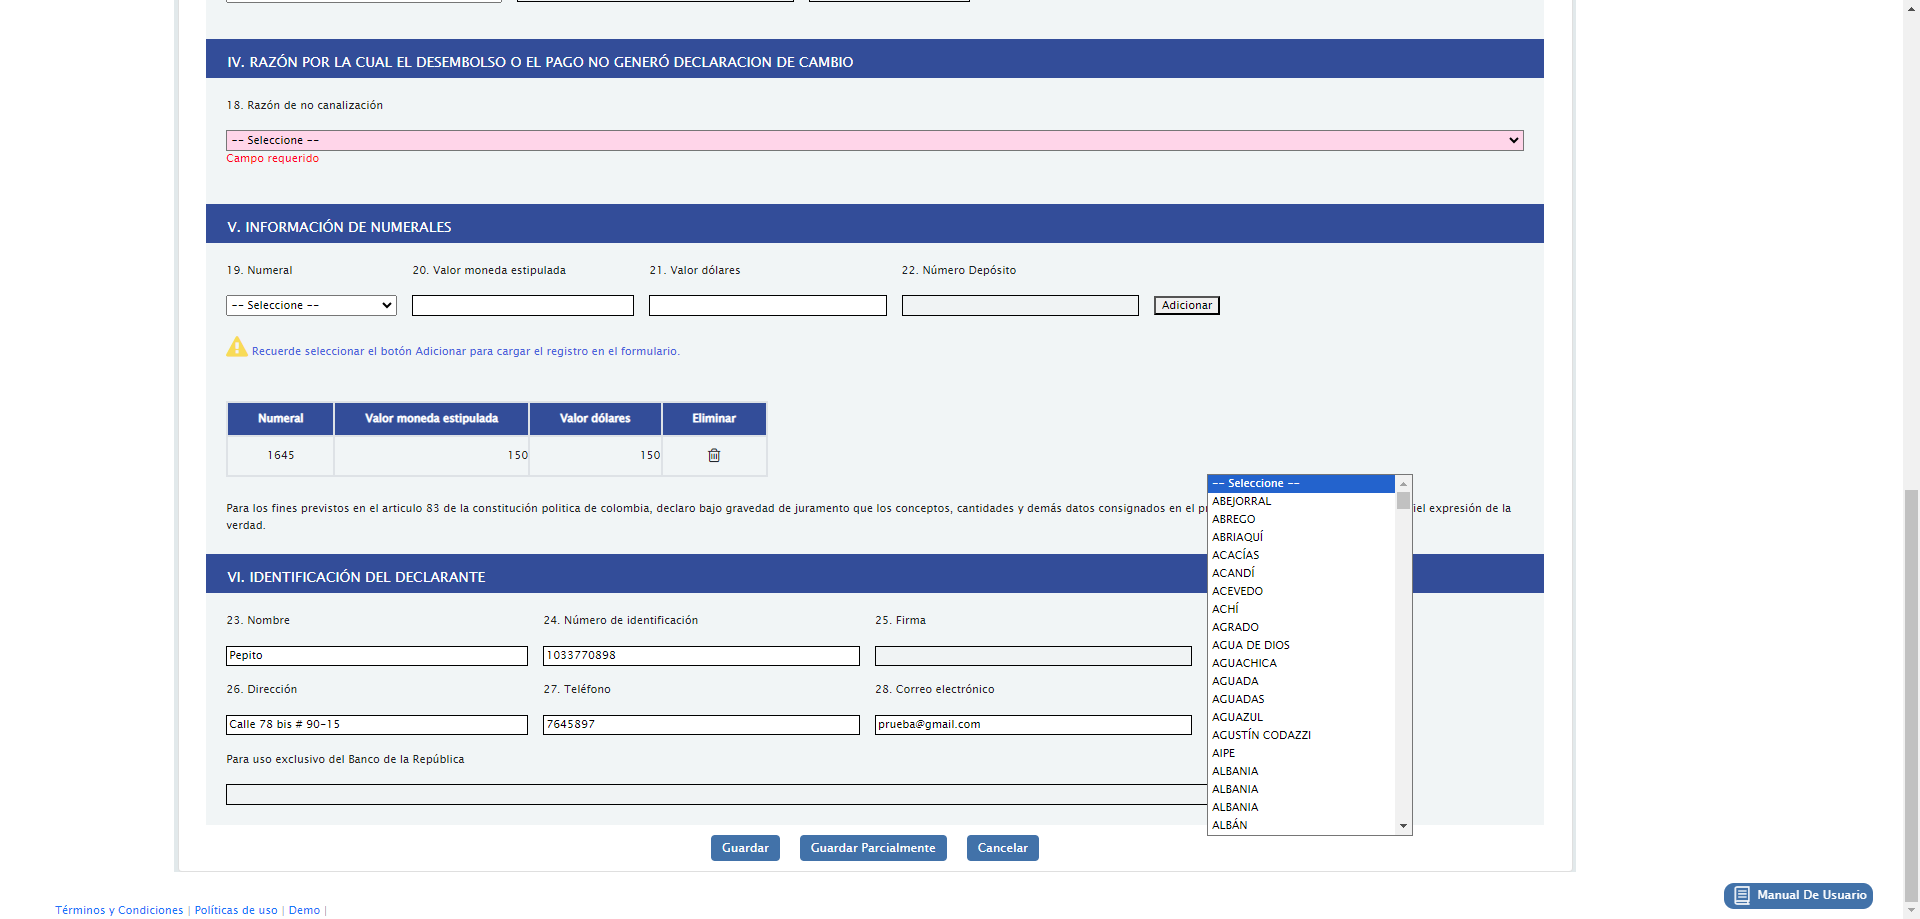 IV. RAZÓN POR LA CUAL EL DESEMBOLSO O EL PAGO NO GENERÓ DECLARACION DE CAMBIO
18. Razón de no canalización
-- Seleccione --
Campo requerido
V. INFORMACIÓN DE NUMERALES
19. Numeral 20. Valor moneda estipulada 21. Valor dólares 22. Número Depósito
-- Seleccione -- Adicionar
Recuerde seleccionar el botón Adicionar para cargar el registro en el formulario.
Numeral Valor moneda estipulada Valor dólares Eliminar
1645 150 150
Para los fines previstos en el articulo 83 de la constitución politica de colombia, declaro bajo gravedad de juramento que los conceptos, cantidades y demás datos consignados en el iel expresión de la
verdad.
VI. IDENTIFICACIÓN DEL DECLARANTE
23. Nombre 24. Número de identificación 25. Firma
Pepito 1033770898
26. Dirección 27. Teléfono 28. Correo electrónico
Calle 78 bis # 90-15 7645897 prueba@gmail.com
Para uso exclusivo del Banco de la República
-- Seleccione --
ABEJORRAL
ABREGO
ABRIAQUÍ
ACACÍAS
ACANDÍ
ACEVEDO
ACHÍ
AGRADO
AGUA DE DIOS
AGUACHICA
AGUADA
AGUADAS
AGUAZUL
AGUSTÍN CODAZZI
AIPE
ALBANIA
ALBANIA
ALBANIA
ALBÁN
Guardar Guardar Parcialmente Cancelar
Manual De Usuario
Términos y Condiciones | Políticas de uso | Demo |